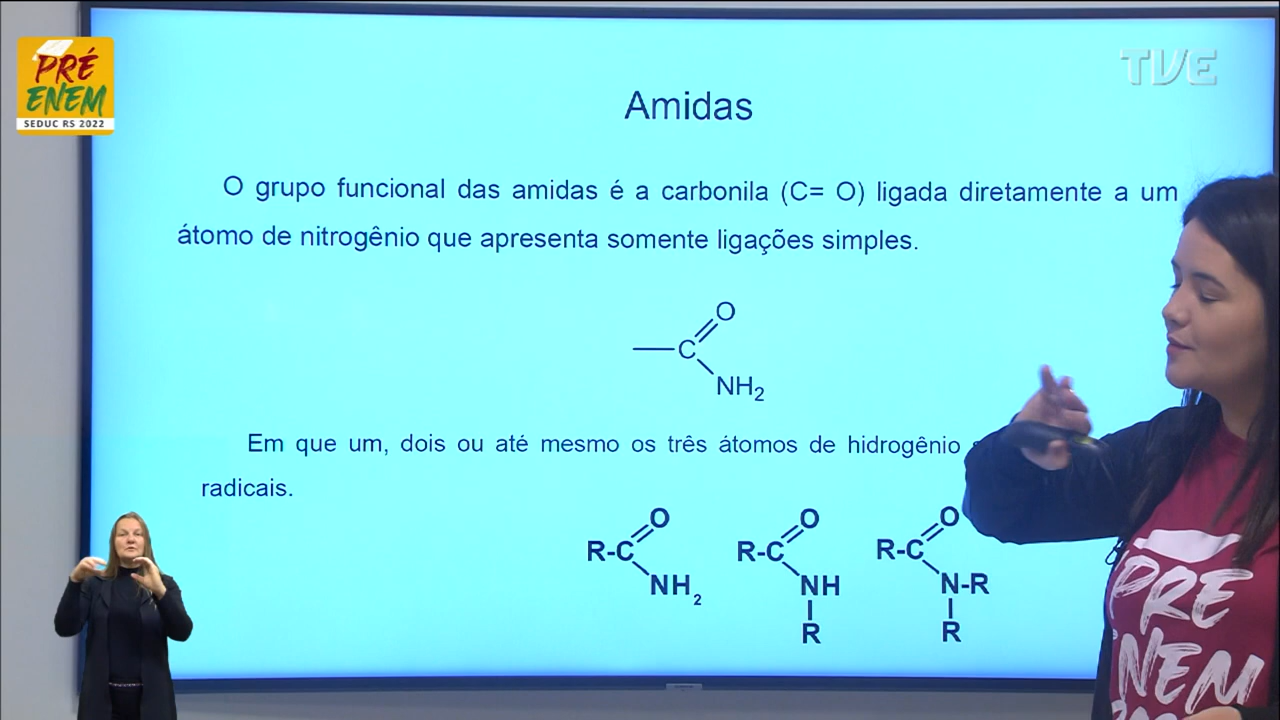 PRÉ
ENEM
SEDUC RS 2022
TVE
Amidas
O grupo funcional das amidas é a carbonila (C= O) ligada diretamente a um
átomo de nitrogênio que apresenta somente ligações simples.
O
C
NH₂
Em que um, dois ou até mesmo os três átomos de hidrogênio
radicais.
O O O
R-C R-C R-C
NH₂ NH N-R
R R
PRÉ
ENEM